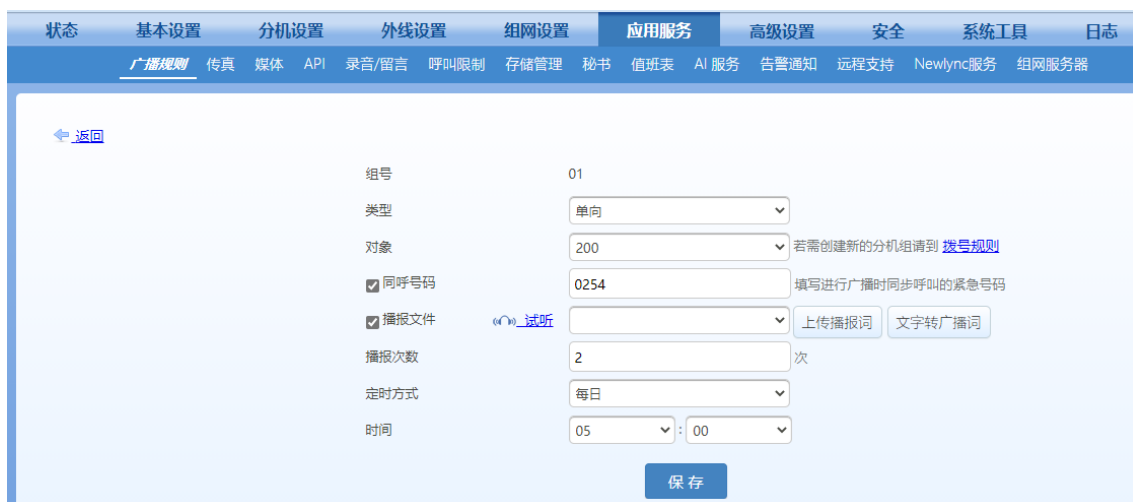 状态 基本设置 分机设置 外线设置 组网设置 应用服务 高级设置 安全 系统工具 日志
广播规则 传真 媒体 API 录音/留言 呼叫限制 存储管理 秘书 值班表 AI 服务 告警通知 远程支持 Newlync服务 组网服务器
返回
组号 01
类型 单向
对象 200 若需创建新的分机组请到 拨号规则
同呼号码 0254 填写进行广播时同步呼叫的紧急号码
播报文件 试听 上传播报词 文字转广播词
播报次数 2 次
定时方式 每日
时间 05 : 00
保存